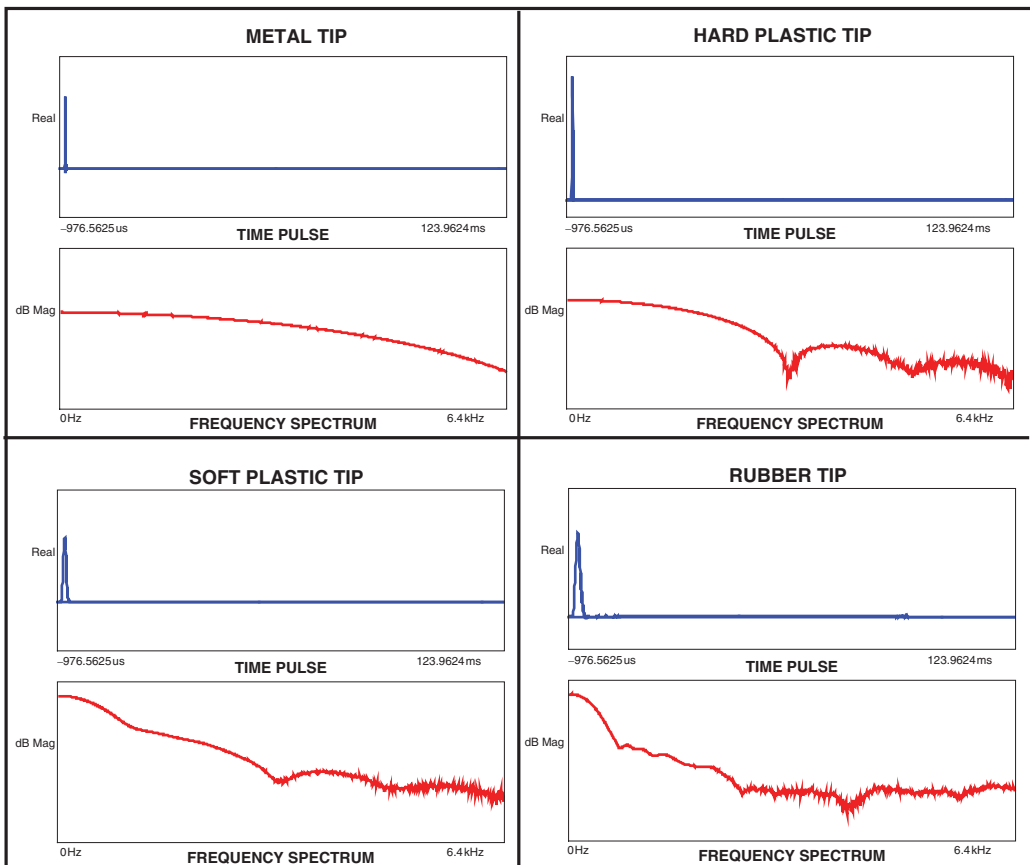 METAL TIP
Real
−976.5625us
TIME PULSE
123.9624ms
dB Mag
0Hz
FREQUENCY SPECTRUM
6.4kHz
HARD PLASTIC TIP
Real
−976.5625us
TIME PULSE
123.9624ms
dB Mag
0Hz
FREQUENCY SPECTRUM
6.4kHz
SOFT PLASTIC TIP
Real
−976.5625us
TIME PULSE
123.9624ms
dB Mag
0Hz
FREQUENCY SPECTRUM
6.4kHz
RUBBER TIP
Real
−976.5625us
TIME PULSE
123.9624ms
dB Mag
0Hz
FREQUENCY SPECTRUM
6.4kHz